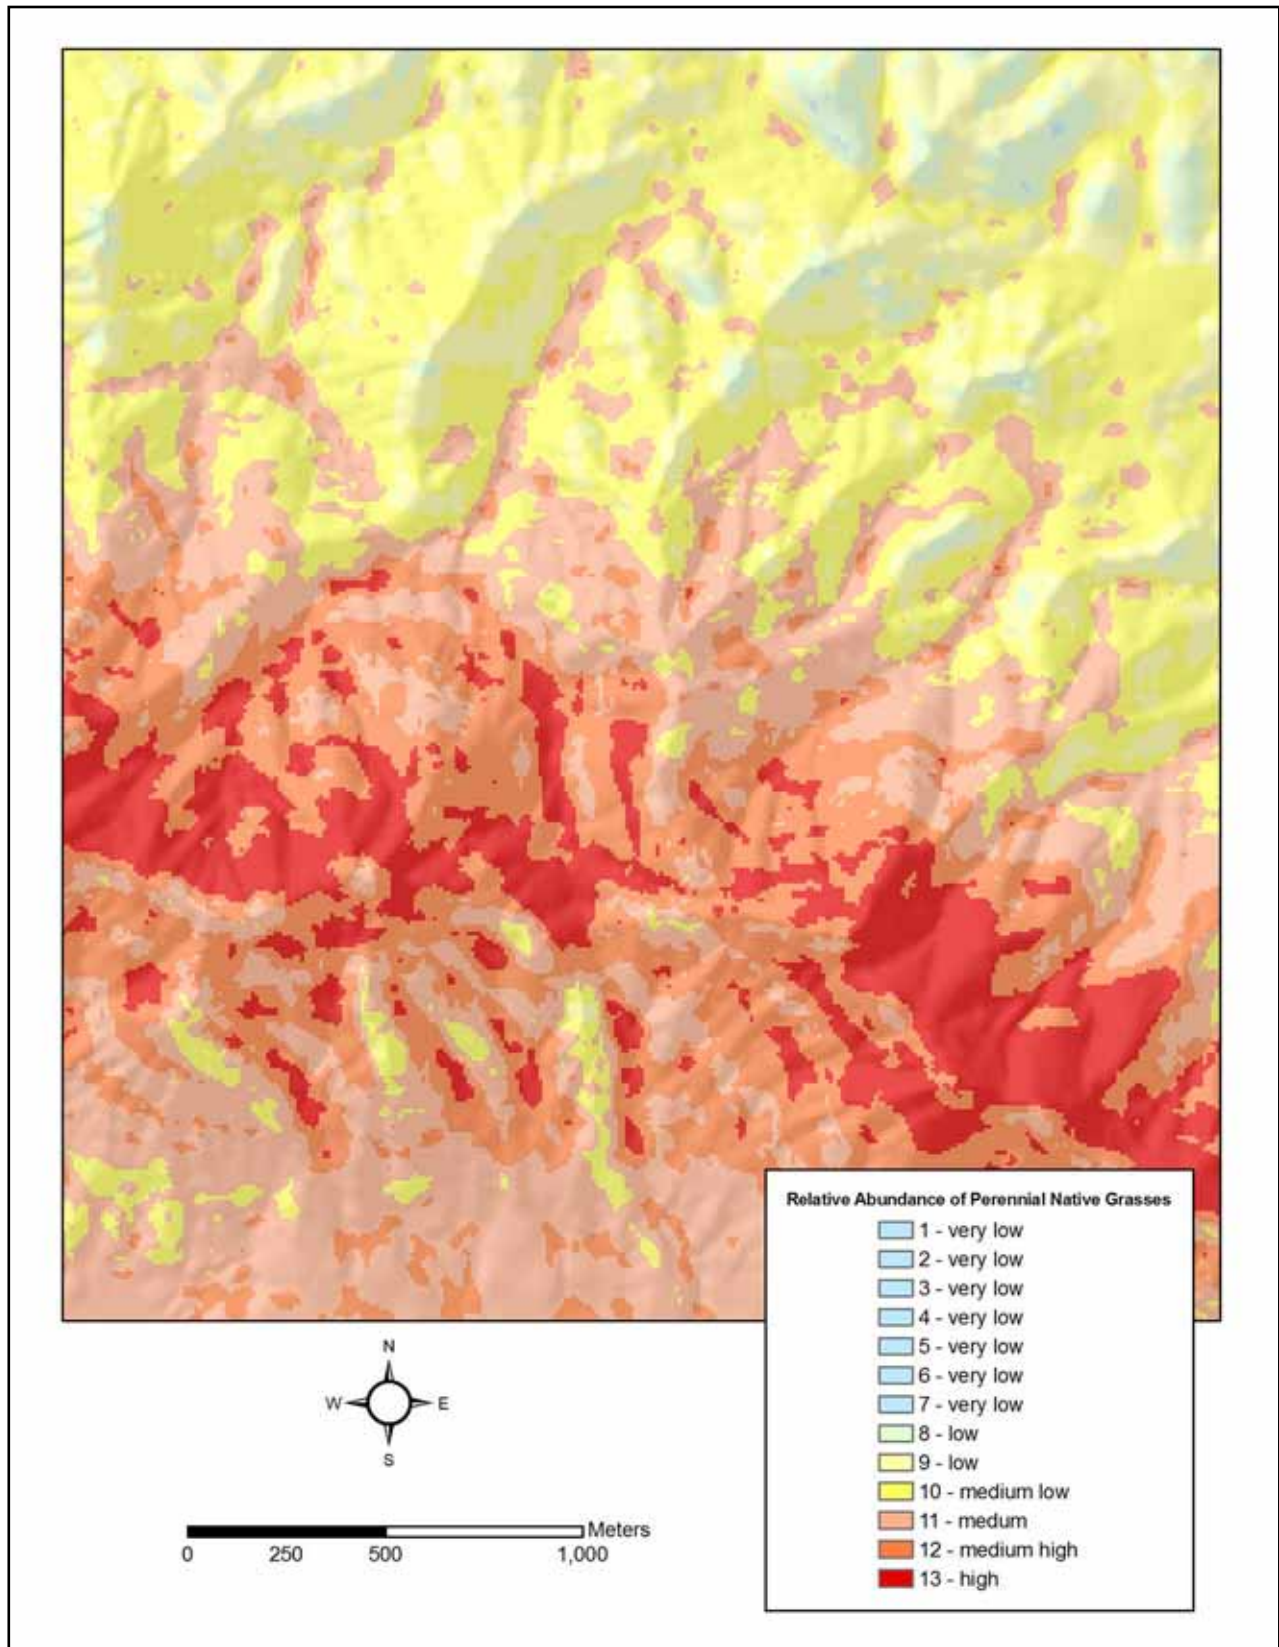 Relative Abundance of Perennial Native Grasses
1 - very low
2 - very low
3 - very low
4 - very low
5 - very low
6 - very low
7 - very low
8 - low
9 - low
10 - medium low
11 - medum
12 - medium high
13 - high
N
W E
S
Meters
0 250 500 1,000